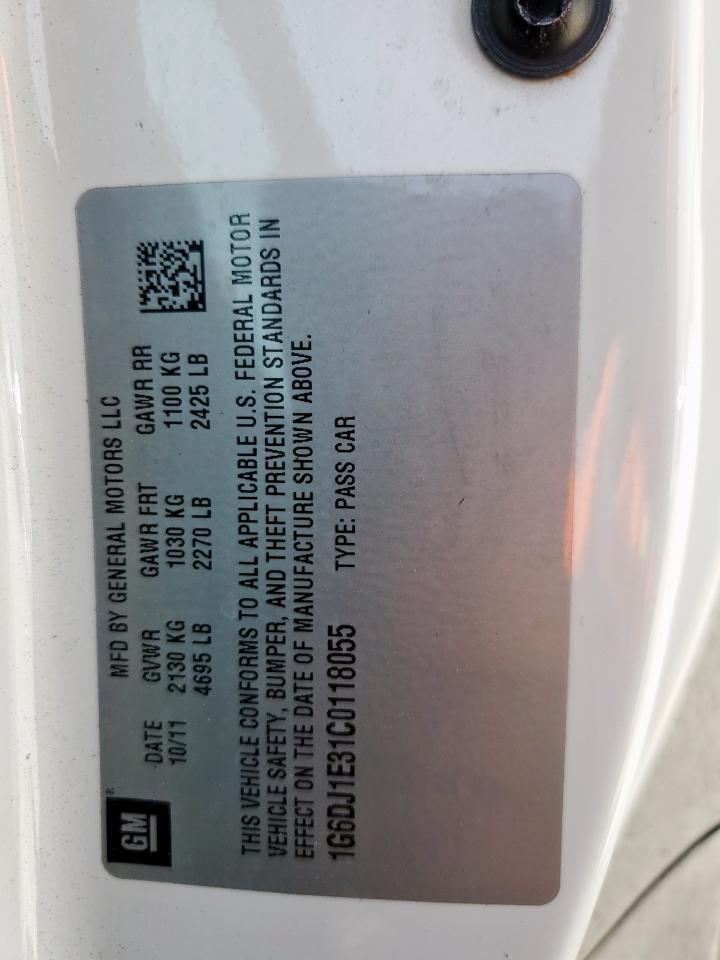 GM
MFD BY GENERAL MOTORS LLC
DATE GVWR GAWR FRT GAWR RR
10/11 2130 KG 1030 KG 1100 KG
4695 LB 2270 LB 2425 LB
THIS VEHICLE CONFORMS TO ALL APPLICABLE U.S. FEDERAL MOTOR
VEHICLE SAFETY, BUMPER, AND THEFT PREVENTION STANDARDS IN
EFFECT ON THE DATE OF MANUFACTURE SHOWN ABOVE.
1G6DJ1E31C0118055 TYPE: PASS CAR